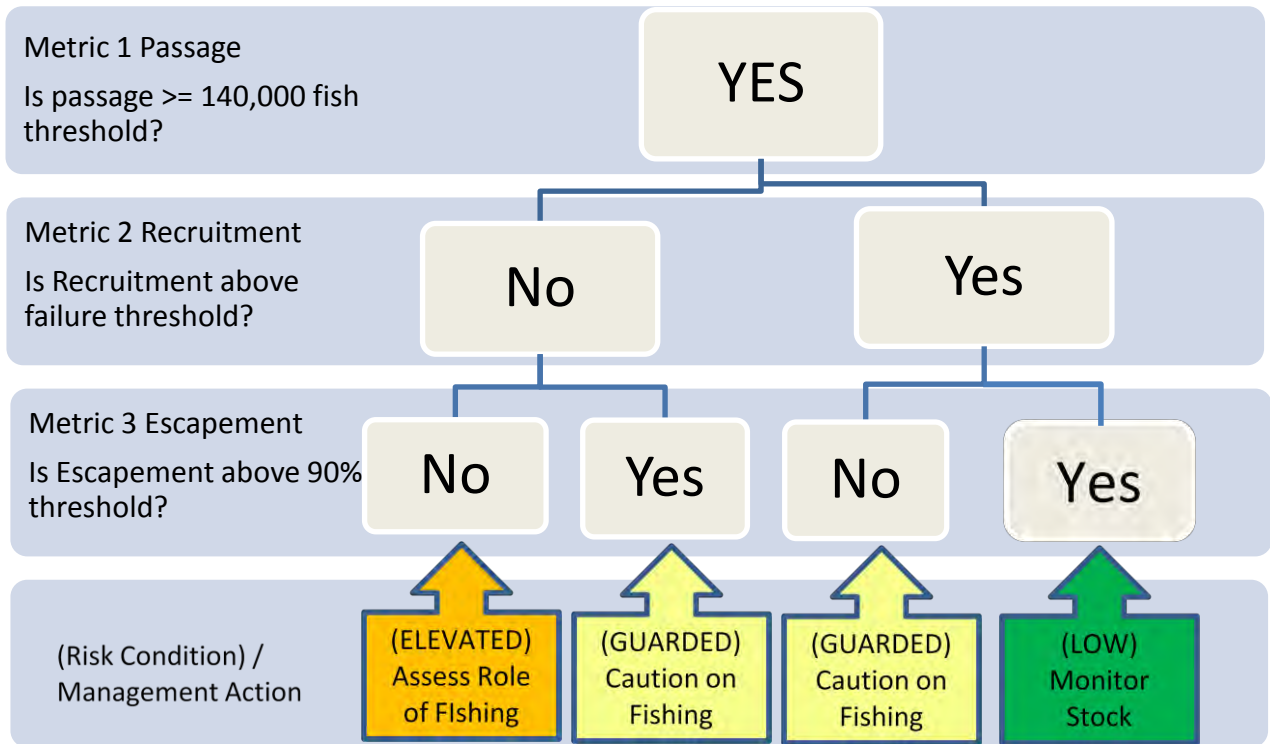 Metric 1 Passage
Is passage >= 140,000 fish
threshold?
YES
Metric 2 Recruitment
Is Recruitment above
failure threshold?
No
Yes
Metric 3 Escapement
Is Escapement above 90%
threshold?
No
Yes
No
Yes
(Risk Condition) /
Management Action
(ELEVATED)
Assess Role
of FIshing
(GUARDED)
Caution on
Fishing
(GUARDED)
Caution on
Fishing
(LOW)
Monitor
Stock